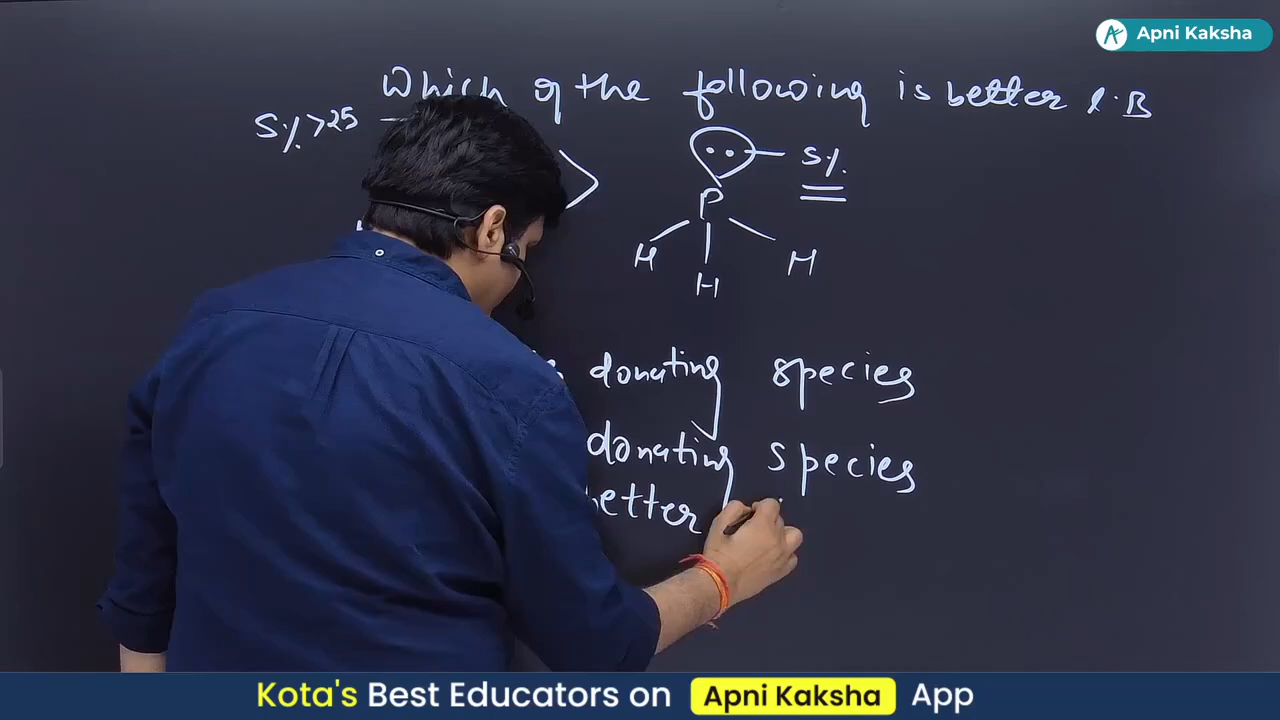 Apni Kaksha
Which of the following is better l.B
S% >25
S%
P
H H
H
donating species
donating species
better
Kota's Best Educators on Apni Kaksha App